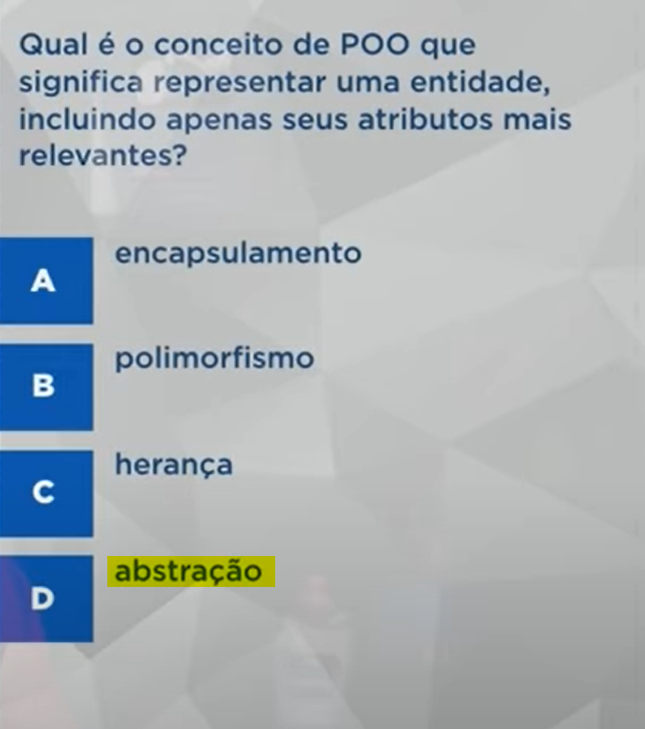 Qual é o conceito de POO que
significa representar uma entidade,
incluindo apenas seus atributos mais
relevantes?
A encapsulamento
B polimorfismo
C herança
D abstração